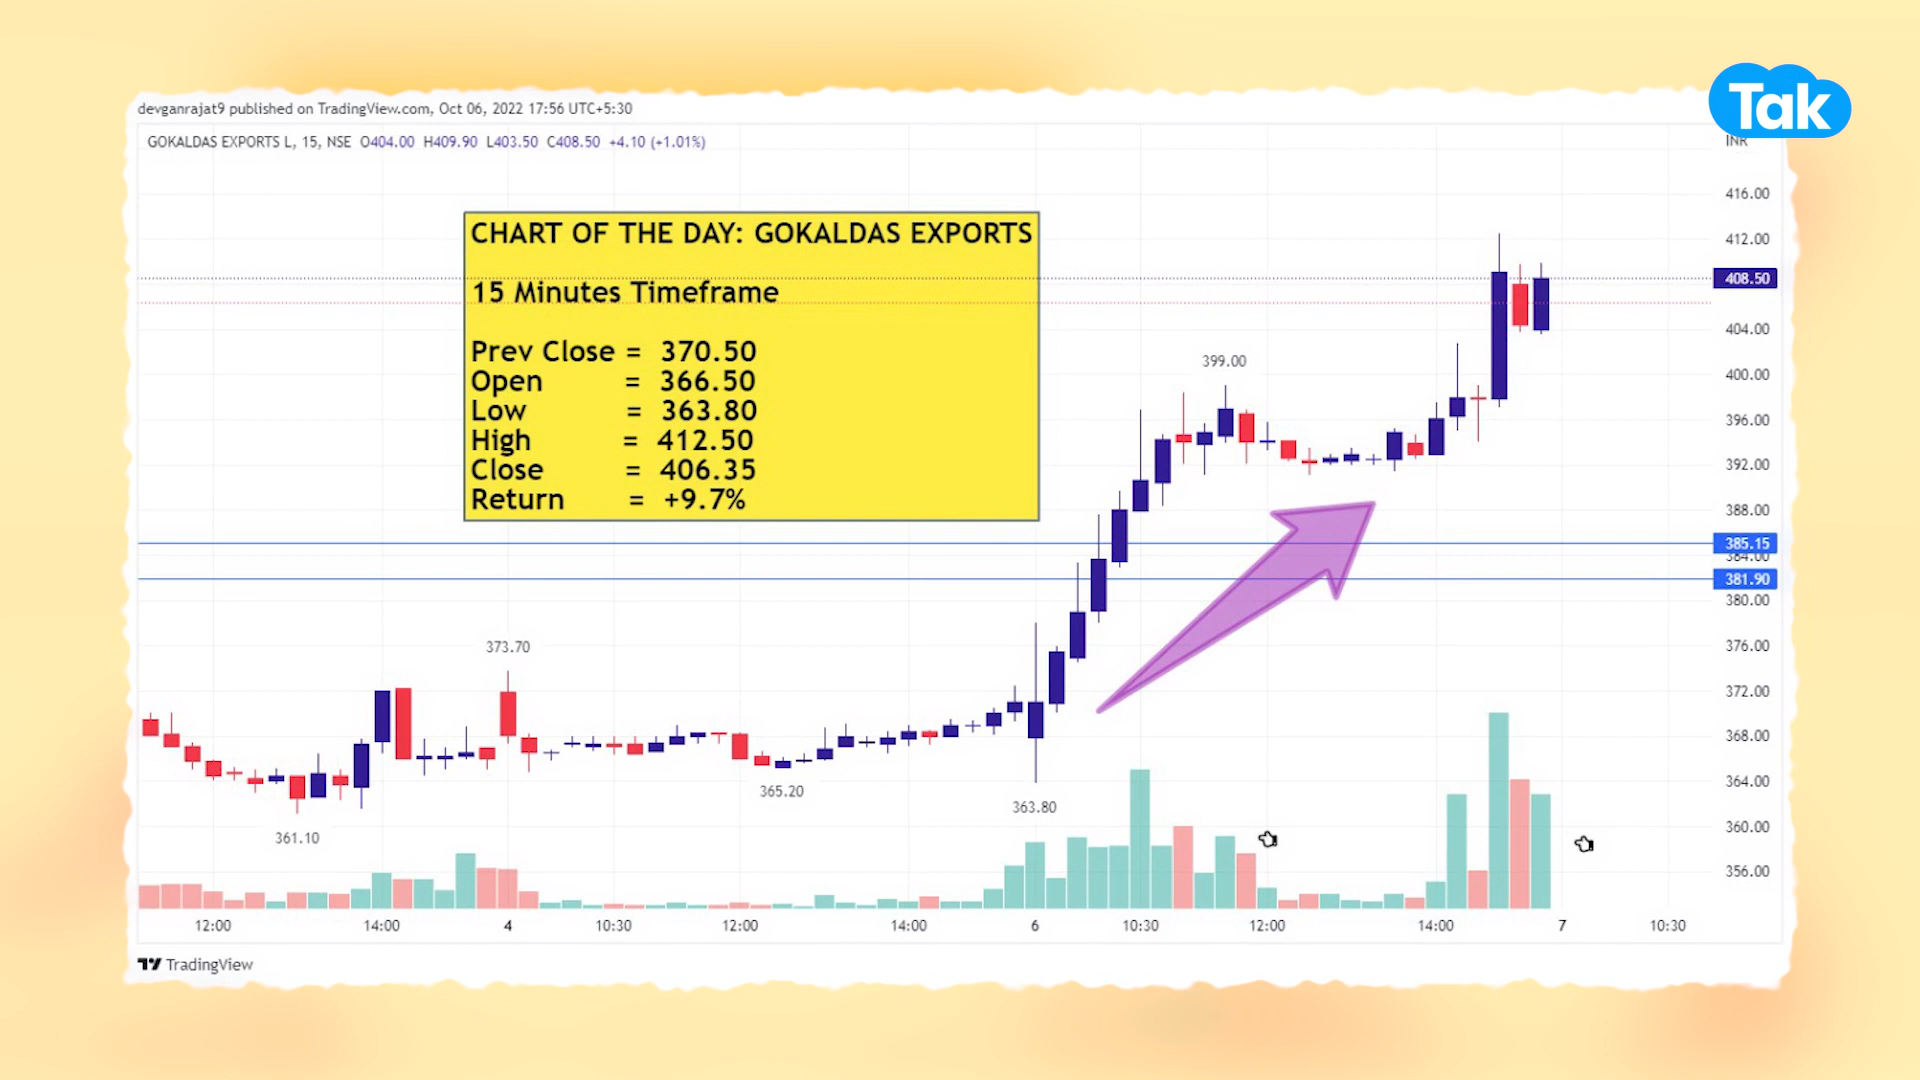 Tak
devganrajat9 published on TradingView.com, Oct 06, 2022 17:56 UTC+5:30
GOKALDAS EXPORTS L, 15, NSE O404.00 H409.90 L403.50 C408.50 +4.10 (+1.01%)
INR
416.00
CHART OF THE DAY: GOKALDAS EXPORTS
412.00
408.50
15 Minutes Timeframe
404.00
Prev Close = 370.50
399.00
400.00
Open = 366.50
Low = 363.80
396.00
High = 412.50
392.00
Close = 406.35
Return = +9.7%
388.00
385.15
384.00
381.90
380.00
373.70
376.00
372.00
368.00
364.00
365.20
363.80
361.10
360.00
356.00
12:00 14:00 4 10:30 12:00 14:00 6 10:30 12:00 14:00 7 10:30
TradingView